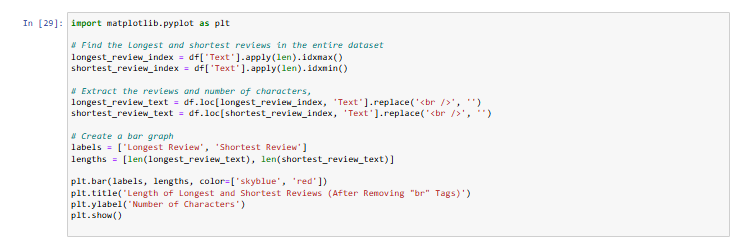 In [29]: import matplotlib.pyplot as plt
# Find the Longest and shortest reviews in the entire dataset
longest_review_index = df['Text'].apply(len).idxmax()
shortest_review_index = df['Text'].apply(len).idxmin()
# Extract the reviews and number of characters,
longest_review_text = df.loc[longest_review_index, 'Text'].replace('<br />', '')
shortest_review_text = df.loc[shortest_review_index, 'Text'].replace('<br />', '')
# Create a bar graph
labels = ['Longest Review', 'Shortest Review']
lengths = [len(longest_review_text), len(shortest_review_text)]
plt.bar(labels, lengths, color=['skyblue', 'red'])
plt.title('Length of Longest and Shortest Reviews (After Removing "br" Tags)')
plt.ylabel('Number of Characters')
plt.show()